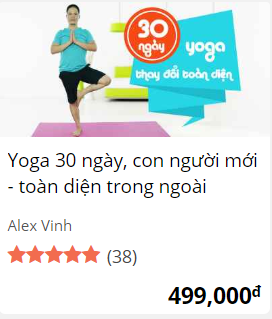 30
ngày
yoga
thay đổi toàn diện
Yoga 30 ngày, con người mới
- toàn diện trong ngoài
Alex Vinh
(38)
499,000đ